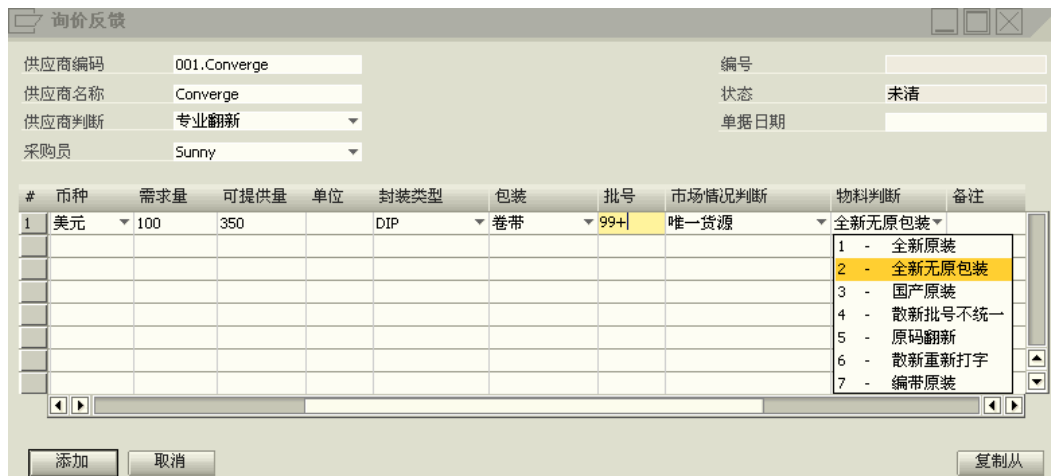 询价反馈
供应商编码 001.Converge 编号
供应商名称 Converge 状态 未清
供应商判断 专业翻新 单据日期
采购员 Sunny
# 币种 需求量 可提供量 单位 封装类型 包装 批号 市场情况判断 物料判断 备注
1 美元 100 350 DIP 卷带 99+ 唯一货源 全新无原包装
1 - 全新原装
2 - 全新无原包装
3 - 国产原装
4 - 散新批号不统一
5 - 原码翻新
6 - 散新重新打字
7 - 编带原装
添加 取消 复制从